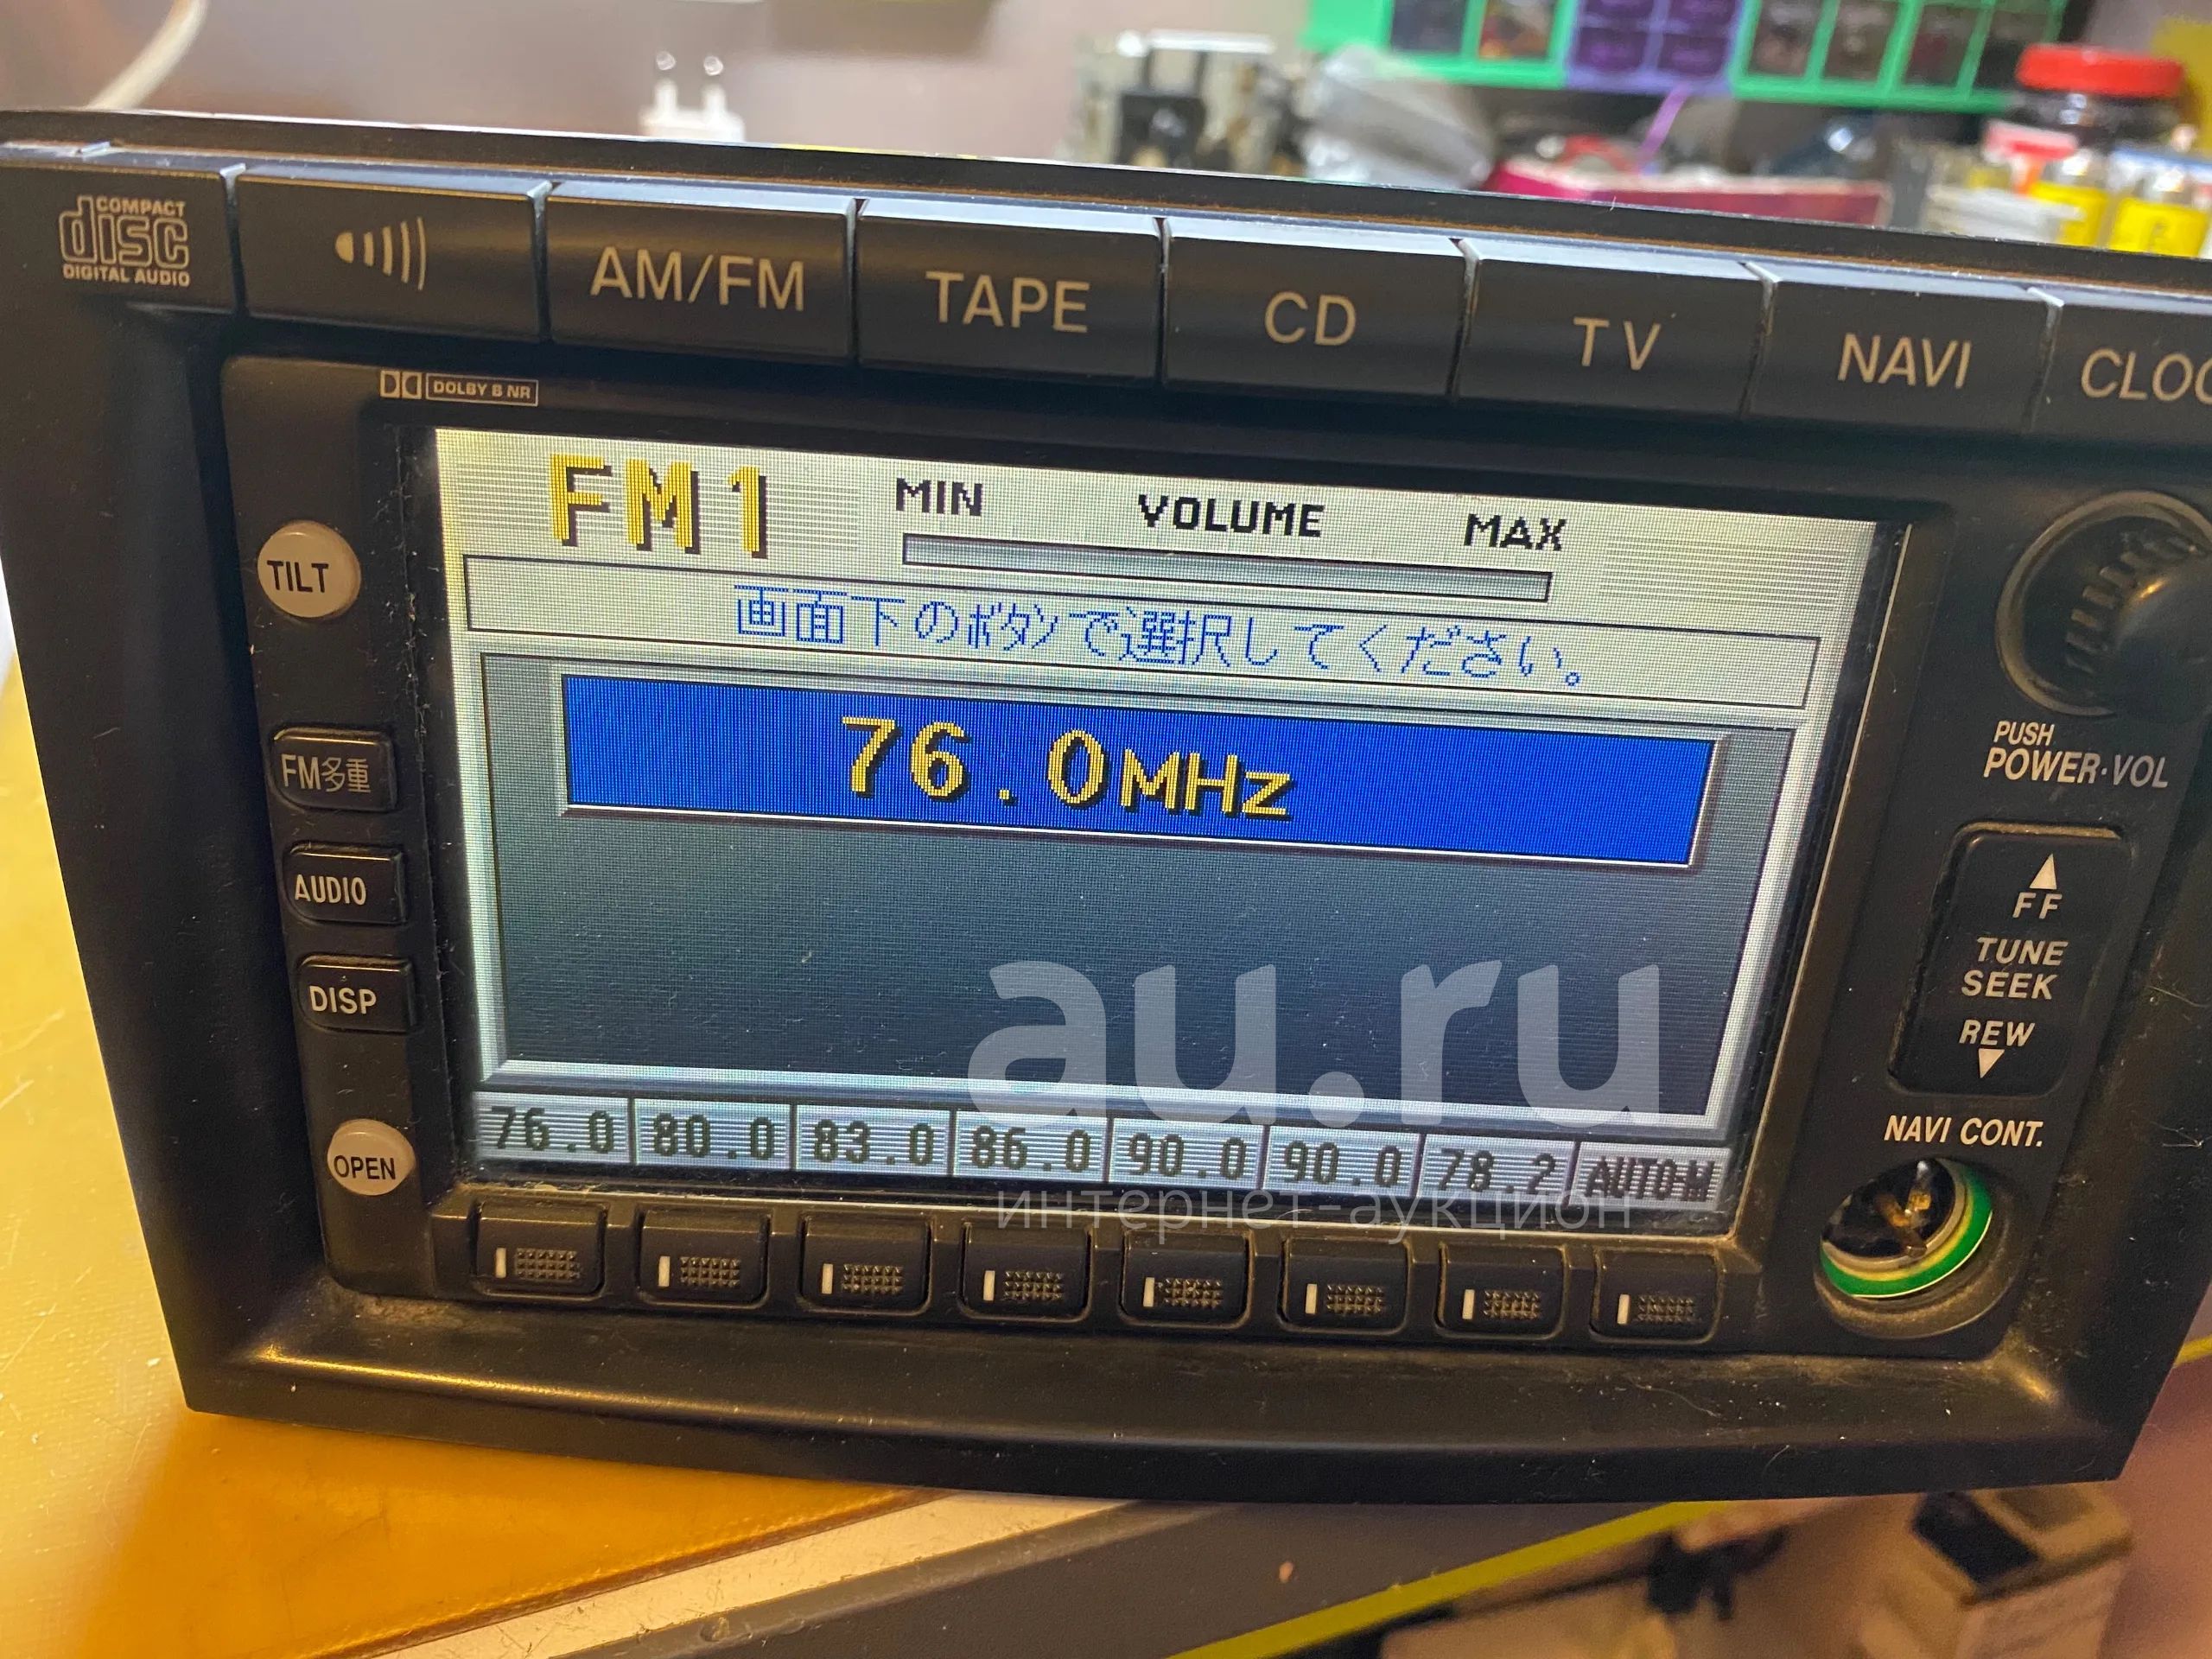 COMPACT
disc
DIGITAL AUDIO
AM/FM
TAPE
CD
TV
NAVI
DOLBY B NR
FM1
MIN
VOLUME
MAX
TILT
画面下のボタンで選択してください。
76.0MHz
PUSH
POWER·VOL
FM多重
AUDIO
DISP
OPEN
FF
TUNE
SEEK
REW
NAVI CONT.
76.0
80.0
83.0
86.0
90.0
90.0
78.2
AUTO·M
au.ru
интернет-аукцион